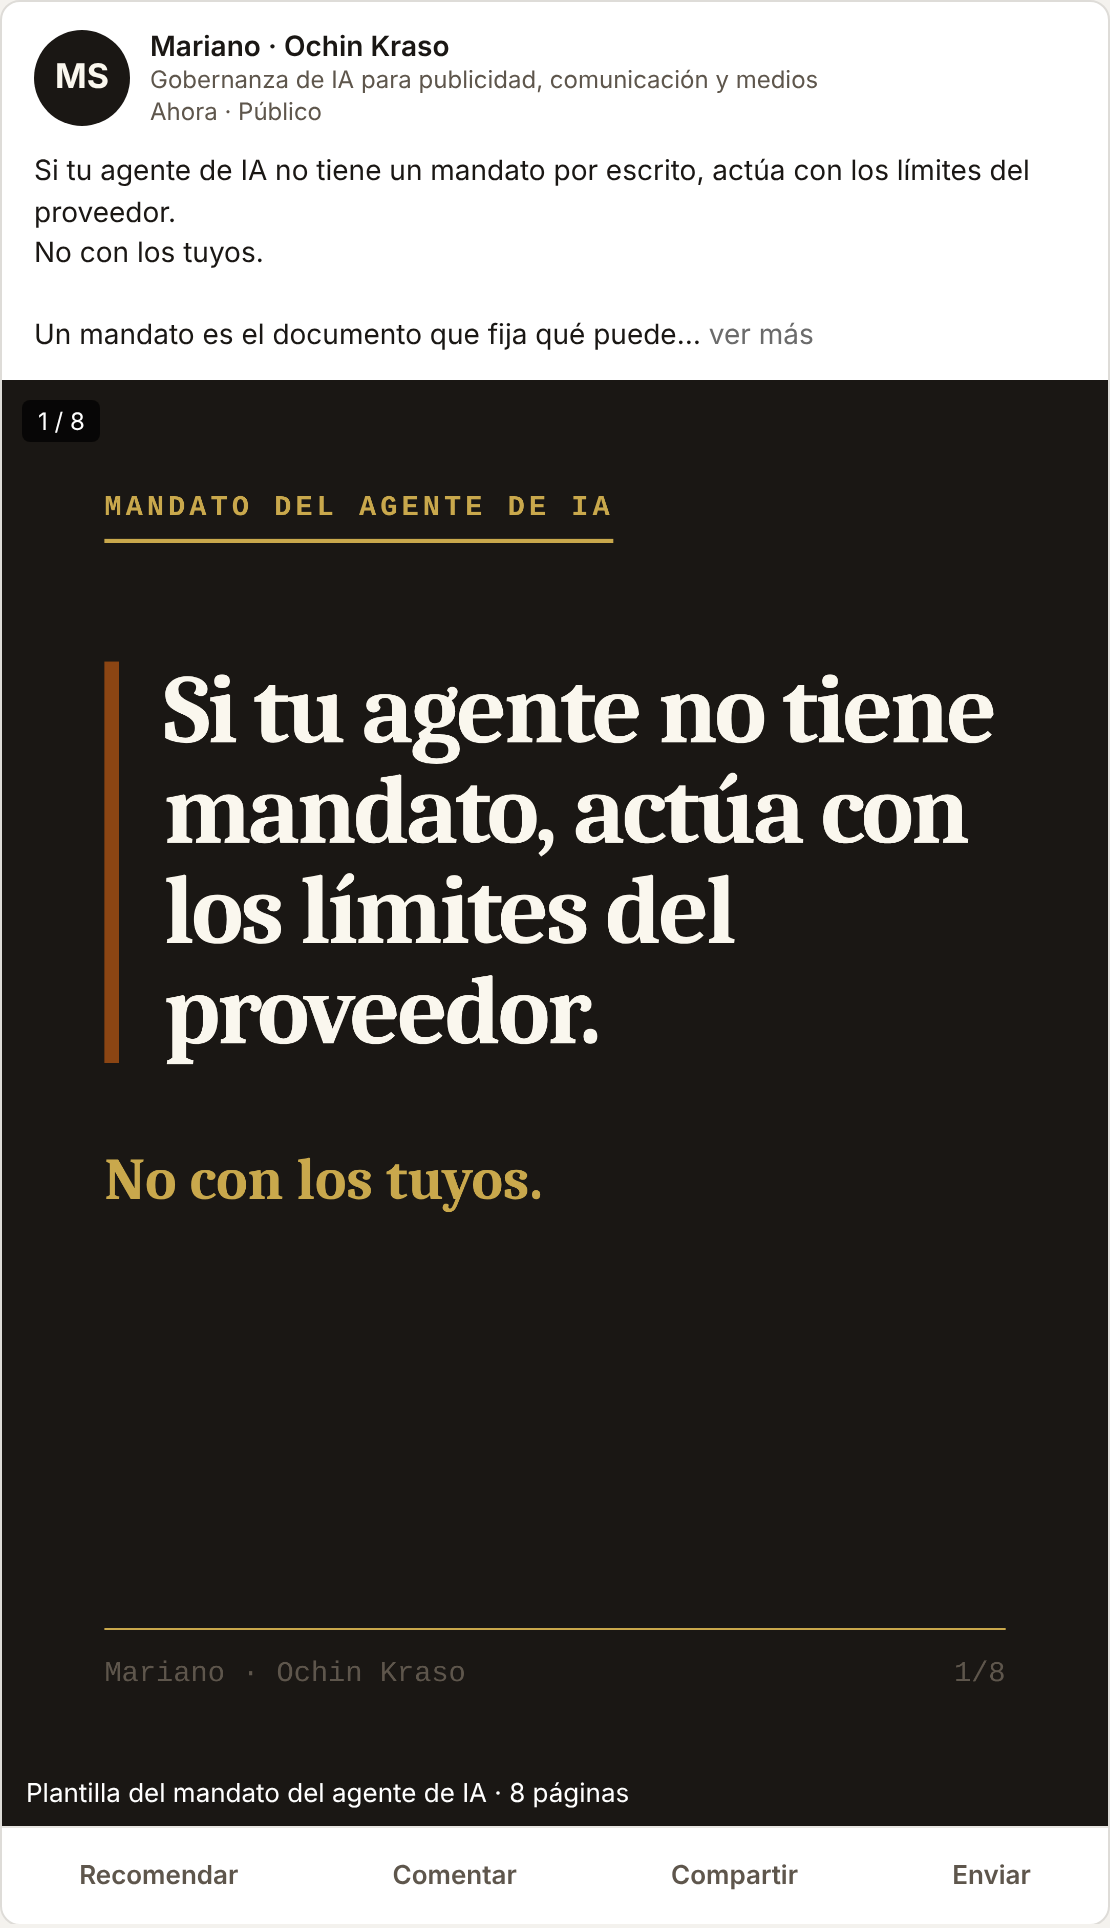 MS
Mariano · Ochin Kraso
Gobernanza de IA para publicidad, comunicación y medios
Ahora · Público
Si tu agente de IA no tiene un mandato por escrito, actúa con los límites del
proveedor.
No con los tuyos.
Un mandato es el documento que fija qué puede... ver más
1 / 8
MANDATO DEL AGENTE DE IA
Si tu agente no tiene
mandato, actúa con
los límites del
proveedor.
No con los tuyos.
Mariano · Ochin Kraso 1/8
Plantilla del mandato del agente de IA · 8 páginas
Recomendar Comentar Compartir Enviar